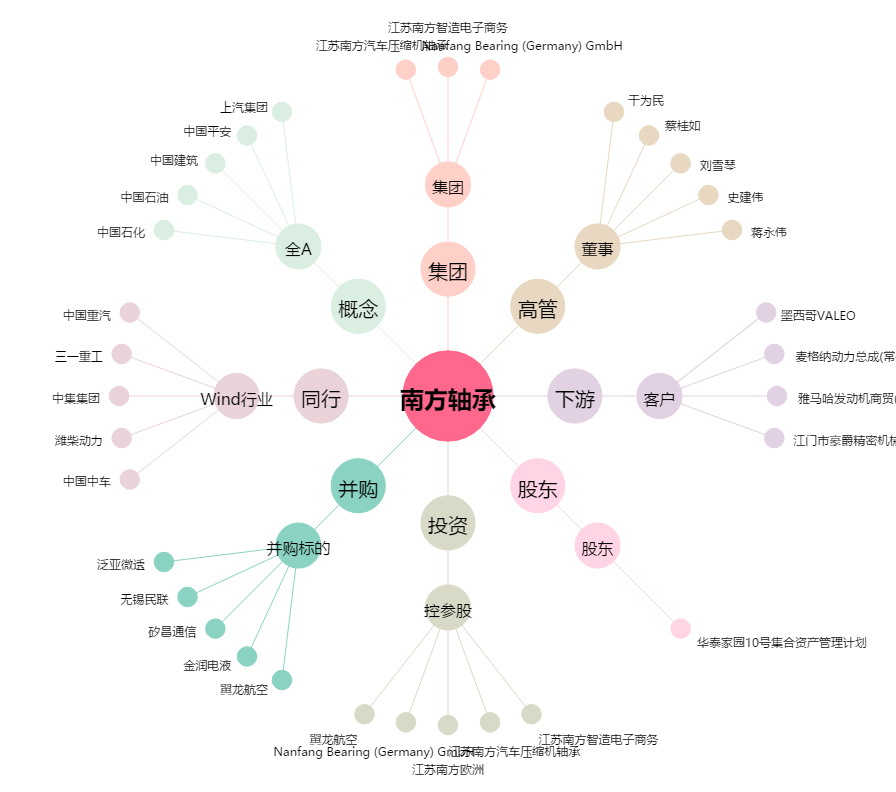 江苏南方智造电子商务
江苏南方汽车压缩机轴承
Nanfang Bearing (Germany) GmbH
集团
集团
上汽集团
中国平安
中国建筑
中国石油
中国石化
全A
概念
干为民
蔡桂如
刘雪琴
史建伟
蒋永伟
董事
高管
中国重汽
三一重工
中集集团
潍柴动力
中国中车
Wind行业
同行
南方轴承
下游
客户
墨西哥VALEO
麦格纳动力总成(常
雅马哈发动机商贸(
江门市豪爵精密机械
并购
并购标的
泛亚微透
无锡民联
矽昌通信
金润电液
翼龙航空
投资
控参股
翼龙航空
Nanfang Bearing (Germany) GmbH
江苏南方欧洲
江苏南方汽车压缩机轴承
江苏南方智造电子商务
股东
股东
华泰家园10号集合资产管理计划